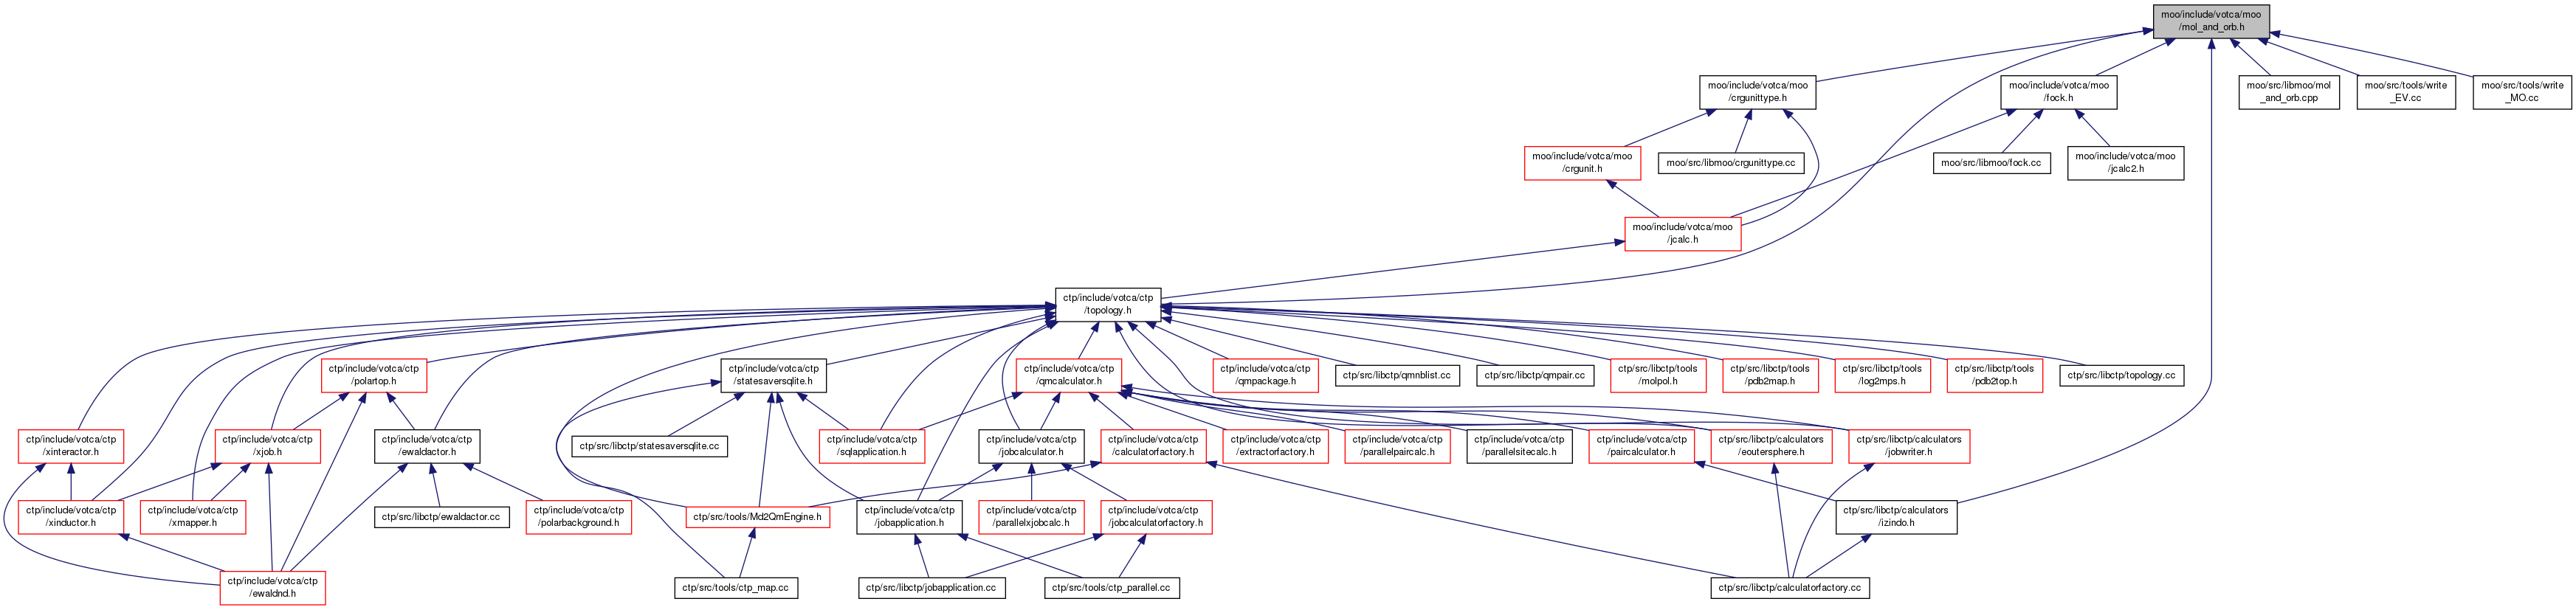 moo/include/votca/moo
/mol_and_orb.h
moo/include/votca/moo
/crgunittype.h
moo/include/votca/moo
/fock.h
moo/src/libmoo/mol
_and_orb.cpp
moo/src/tools/write
_EV.cc
moo/src/tools/write
_MO.cc
moo/include/votca/moo
/crgunit.h
moo/src/libmoo/crgunittype.cc
moo/src/libmoo/fock.cc
moo/include/votca/moo
/jcalc2.h
moo/include/votca/moo
/jcalc.h
ctp/include/votca/ctp
/topology.h
ctp/include/votca/ctp
/polartop.h
ctp/include/votca/ctp
/statesaversqlite.h
ctp/include/votca/ctp
/qmcalculator.h
ctp/include/votca/ctp
/qmpackage.h
ctp/src/libctp/qmnblist.cc
ctp/src/libctp/qmpair.cc
ctp/src/libctp/tools
/molpol.h
ctp/src/libctp/tools
/pdb2map.h
ctp/src/libctp/tools
/log2mps.h
ctp/src/libctp/tools
/pdb2top.h
ctp/src/libctp/topology.cc
ctp/include/votca/ctp
/xinteractor.h
ctp/include/votca/ctp
/xjob.h
ctp/include/votca/ctp
/ewaldactor.h
ctp/src/libctp/statesaversqlite.cc
ctp/include/votca/ctp
/sqlapplication.h
ctp/include/votca/ctp
/jobcalculator.h
ctp/include/votca/ctp
/calculatorfactory.h
ctp/include/votca/ctp
/extractorfactory.h
ctp/include/votca/ctp
/parallelpaircalc.h
ctp/include/votca/ctp
/parallelsitecalc.h
ctp/include/votca/ctp
/paircalculator.h
ctp/src/libctp/calculators
/eoutersphere.h
ctp/src/libctp/calculators
/jobwriter.h
ctp/include/votca/ctp
/xinductor.h
ctp/include/votca/ctp
/xmapper.h
ctp/src/libctp/ewaldactor.cc
ctp/include/votca/ctp
/polarbackground.h
ctp/src/tools/Md2QmEngine.h
ctp/include/votca/ctp
/jobapplication.h
ctp/include/votca/ctp
/parallelxjobcalc.h
ctp/include/votca/ctp
/jobcalculatorfactory.h
ctp/src/libctp/calculators
/izindo.h
ctp/include/votca/ctp
/ewaldnd.h
ctp/src/tools/ctp_map.cc
ctp/src/libctp/jobapplication.cc
ctp/src/tools/ctp_parallel.cc
ctp/src/libctp/calculatorfactory.cc